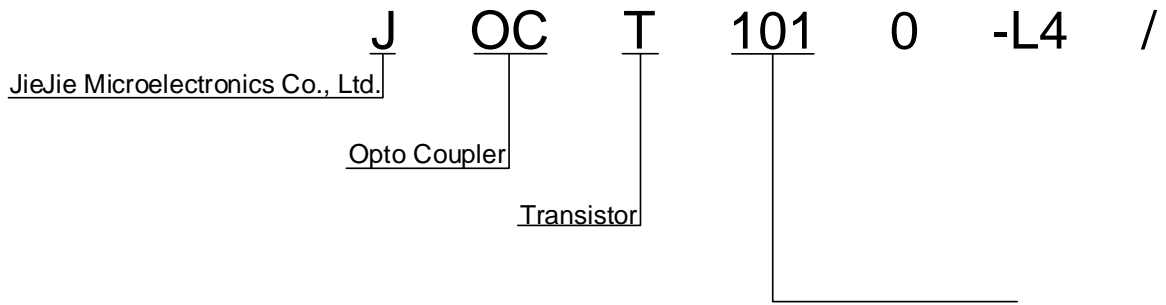 J OC T 101 0 -L4 /
JieJie Microelectronics Co., Ltd.
Opto Coupler
Transistor